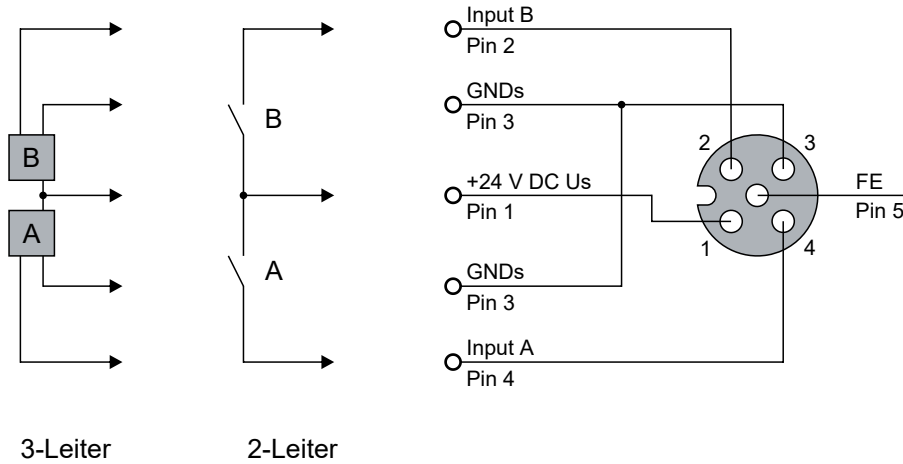 Input B
Pin 2
GNDs
Pin 3
B
B
2
3
+24 V DC Us
Pin 1
FE
Pin 5
A
A
1
4
GNDs
Pin 3
Input A
Pin 4
3-Leiter
2-Leiter